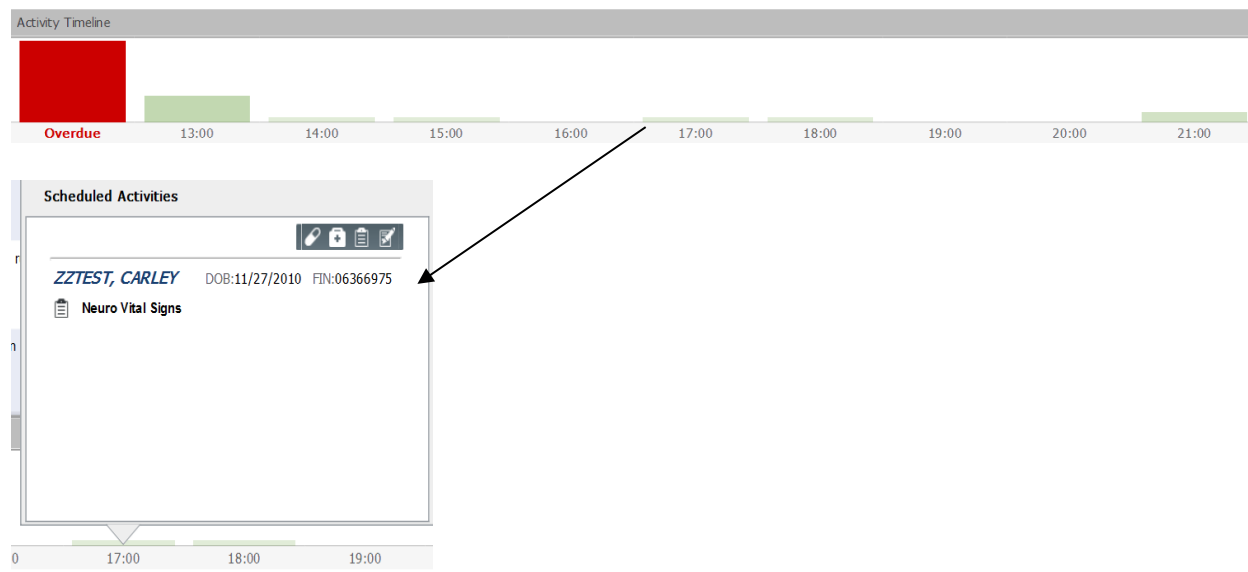 Activity Timeline
Overdue 13:00 14:00 15:00 16:00 17:00 18:00 19:00 20:00 21:00
Scheduled Activities
r
ZZTEST, CARLEY DOB:11/27/2010 FIN:06366975
Neuro Vital Signs
n
0 17:00 18:00 19:00